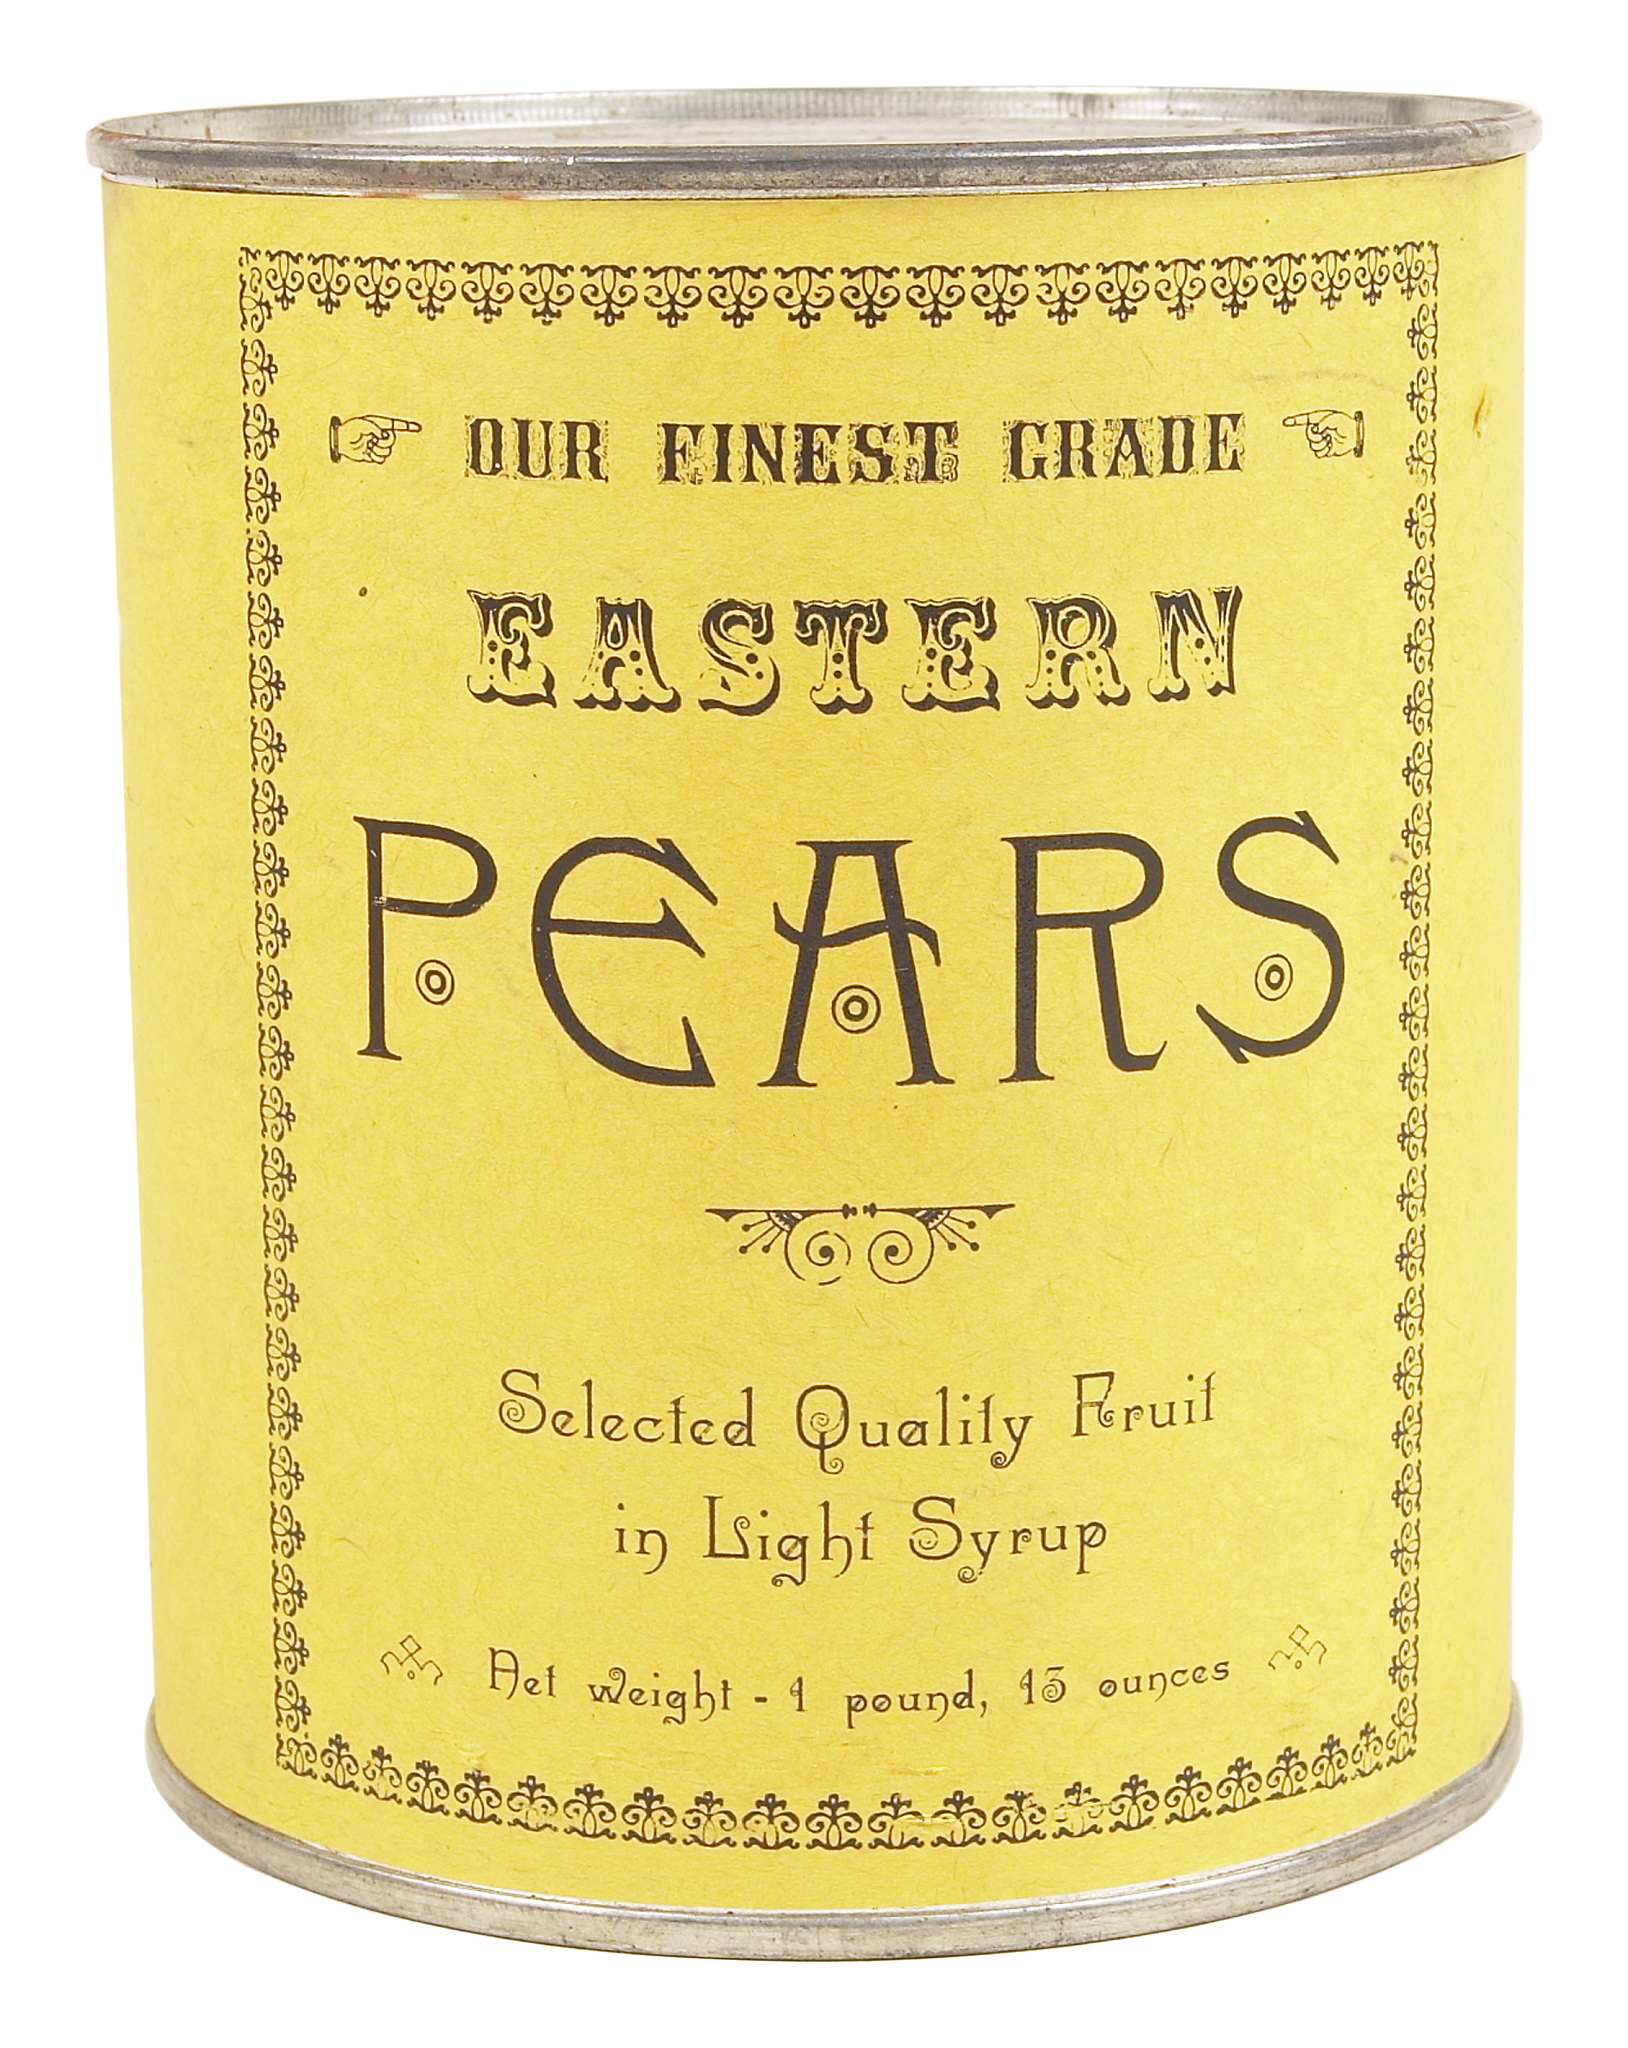 OUR FINEST GRADE
EASTERN
PEARS
Selected Quality Fruit
in Light Syrup
Net weight - 1 pound, 13 ounces